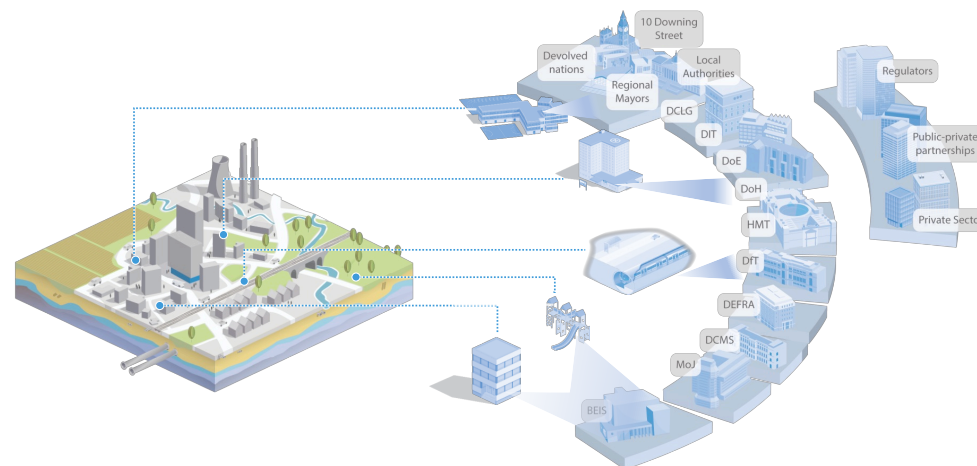 10 Downing
Street
Devolved
nations
Local
Authorities
Regional
Mayors
DCLG
DIT
DoE
DoH
HMT
DfT
DEFRA
DCMS
MoJ
BEIS
Regulators
Public-private
partnerships
Private Secto